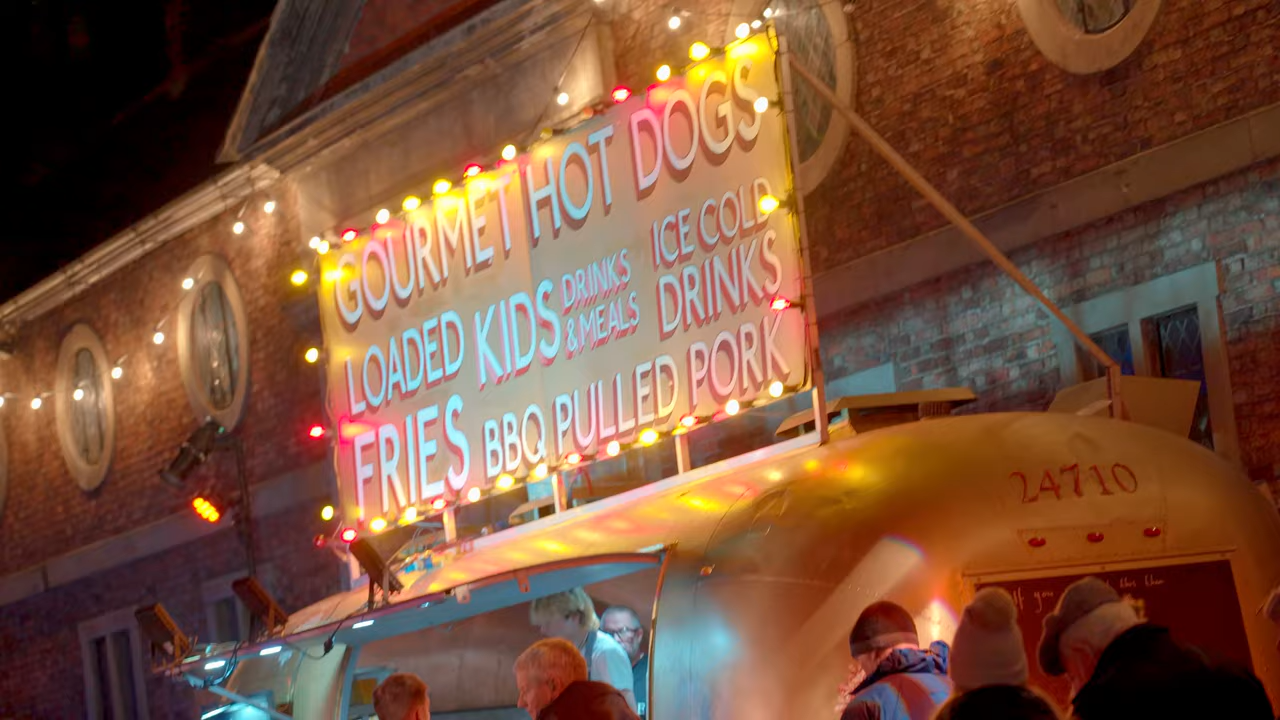 GOURMET HOT DOGS
LOADED FRIES
KIDS DRINKS & MEALS
ICE COLD DRINKS
BBQ PULLED PORK
24710